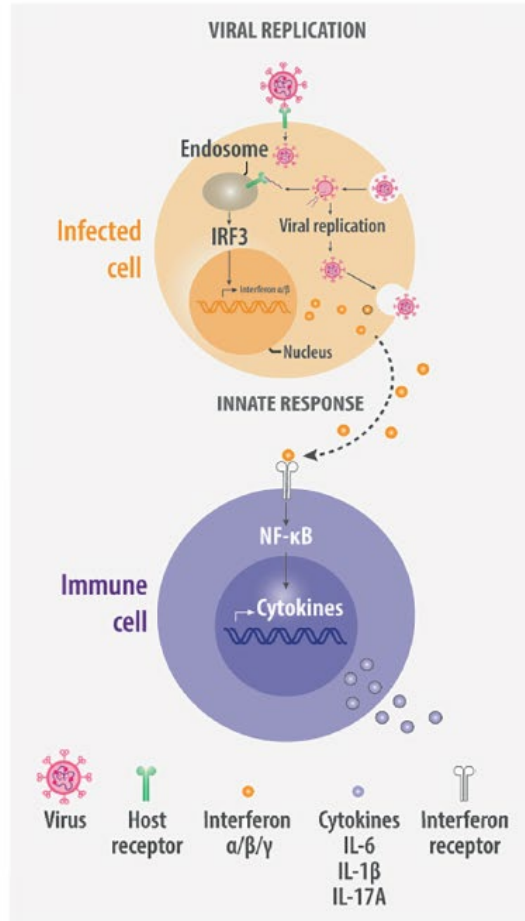 VIRAL REPLICATION
Endosome
Viral replication
Infected
cell
IRF3
Interferon α/β
Nucleus
INNATE RESPONSE
NF-κB
Immune
cell
Cytokines
Virus
Host
receptor
Interferon
α/β/γ
Cytokines
IL-6
IL-1β
IL-17A
Interferon
receptor